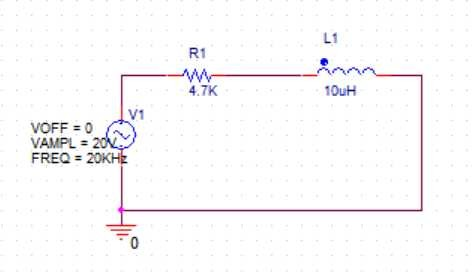 L1
R1
4.7K
10uH
V1
VOFF = 0
VAMPL = 20V
FREQ = 20KHz
0